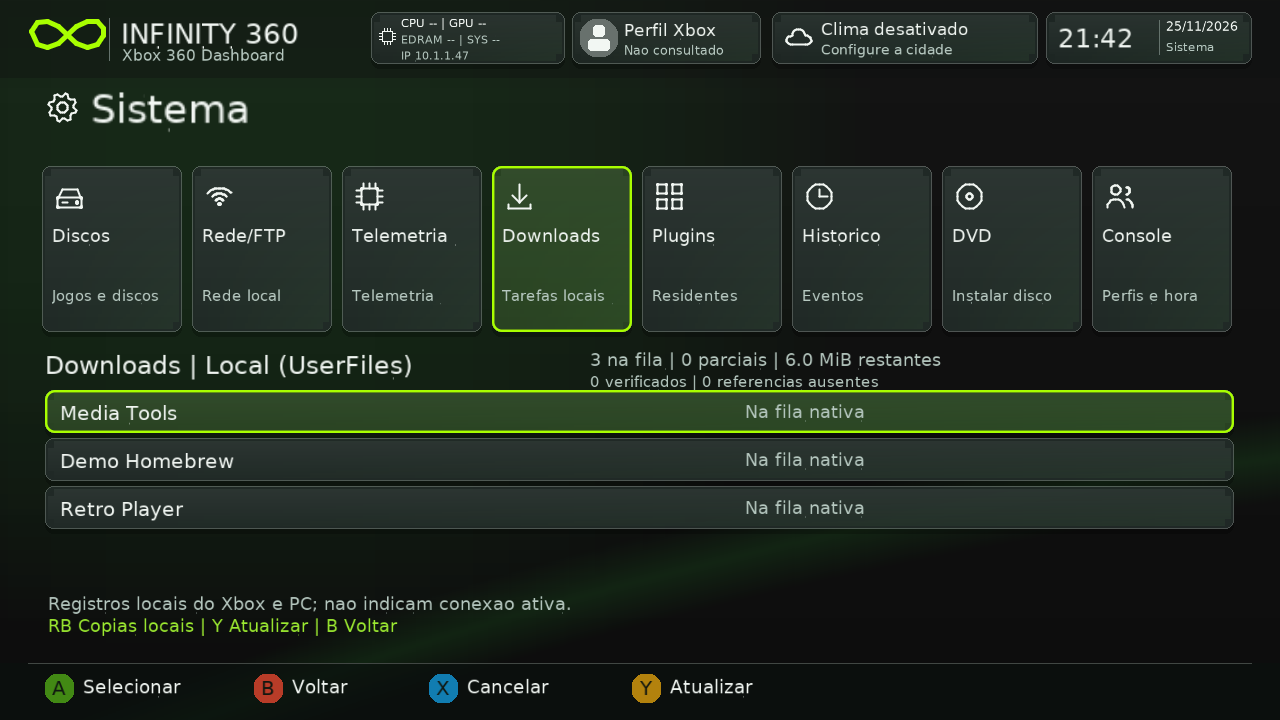 INFINITY 360
Xbox 360 Dashboard
CPU -- | GPU --
EDRAM -- | SYS --
IP 10.1.1.47
Perfil Xbox
Nao consultado
Clima desativado
Configure a cidade
21:42
25/11/2026
Sistema
Sistema
Discos
Jogos e discos
Rede/FTP
Rede local
Telemetria
Telemetria
Downloads
Tarefas locais
Plugins
Residentes
Historico
Eventos
DVD
Instalar disco
Console
Perfis e hora
Downloads | Local (UserFiles)
3 na fila | 0 parciais | 6.0 MiB restantes
0 verificados | 0 referencias ausentes
Media Tools Na fila nativa
Demo Homebrew Na fila nativa
Retro Player Na fila nativa
Registros locais do Xbox e PC; nao indicam conexao ativa.
RB Copias locais | Y Atualizar | B Voltar
A Selecionar B Voltar X Cancelar Y Atualizar